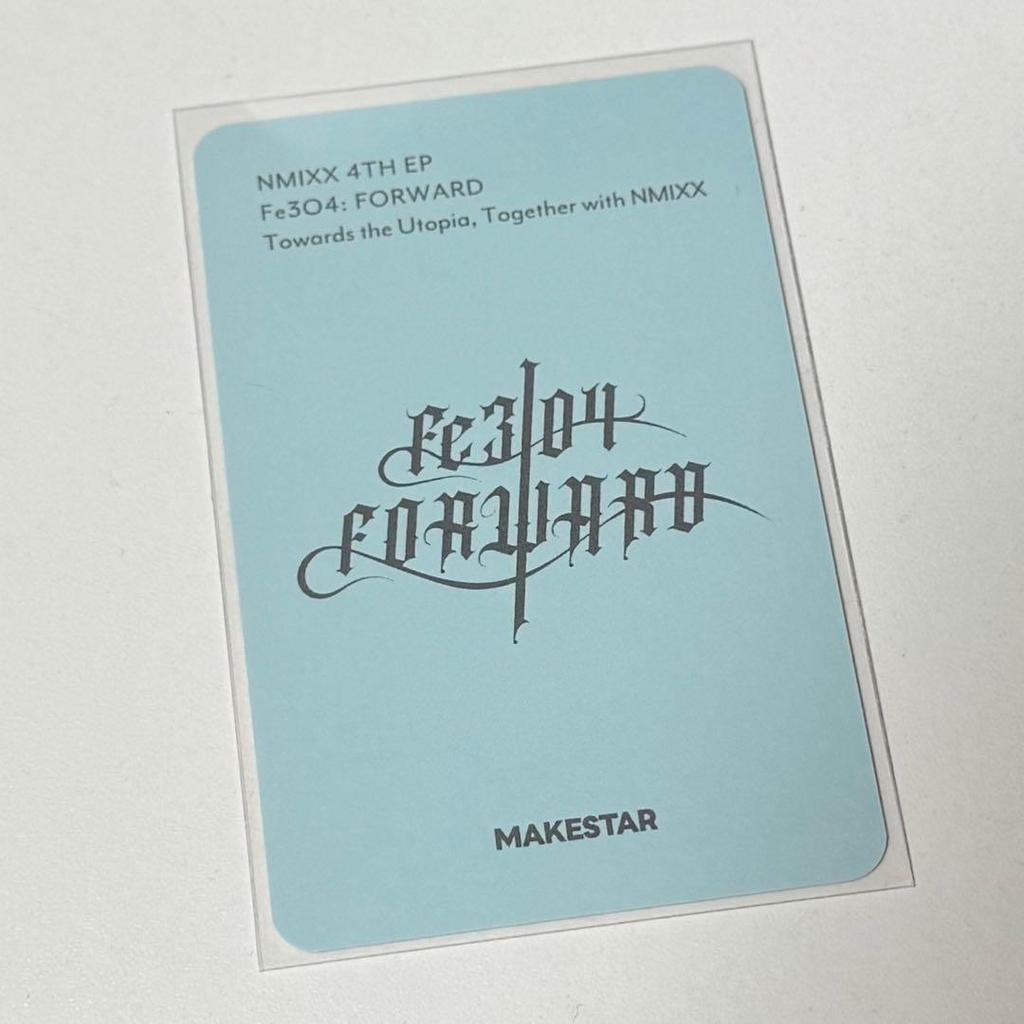 NMIXX 4TH EP
Fe3O4: FORWARD
Towards the Utopia, Together with NMIXX
Fe3O4
FORWARD
MAKESTAR